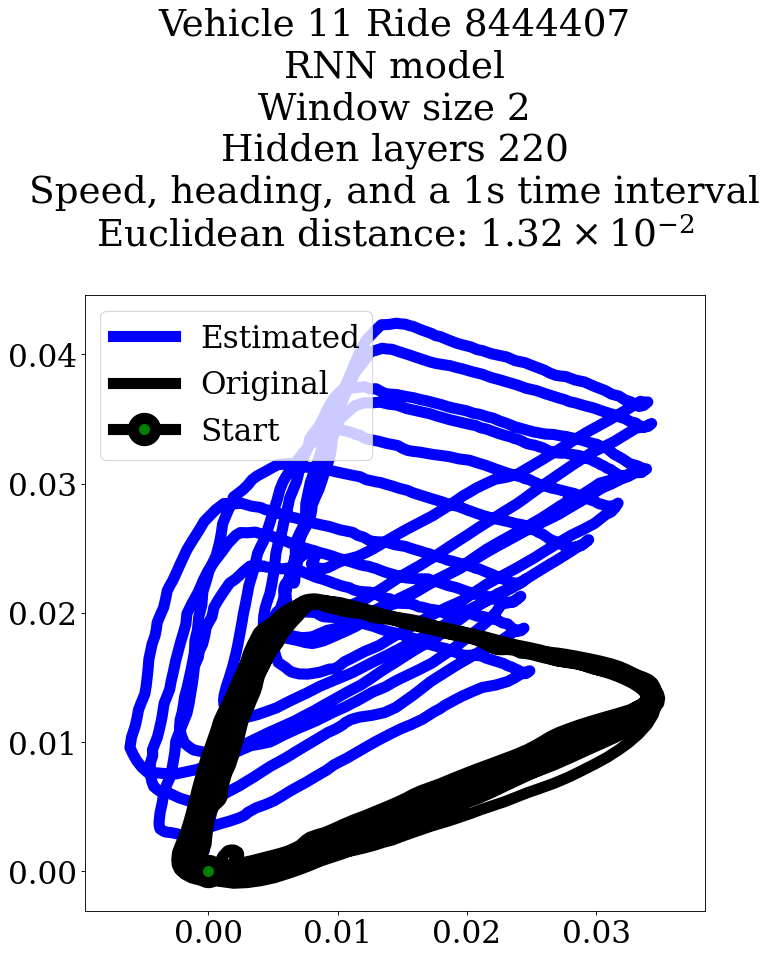 Vehicle 11 Ride 8444407
RNN model
Window size 2
Hidden layers 220
Speed, heading, and a 1s time interval
Euclidean distance: 1.32 × 10⁻²
Estimated
Original
Start
0.04
0.03
0.02
0.01
0.00
0.00 0.01 0.02 0.03